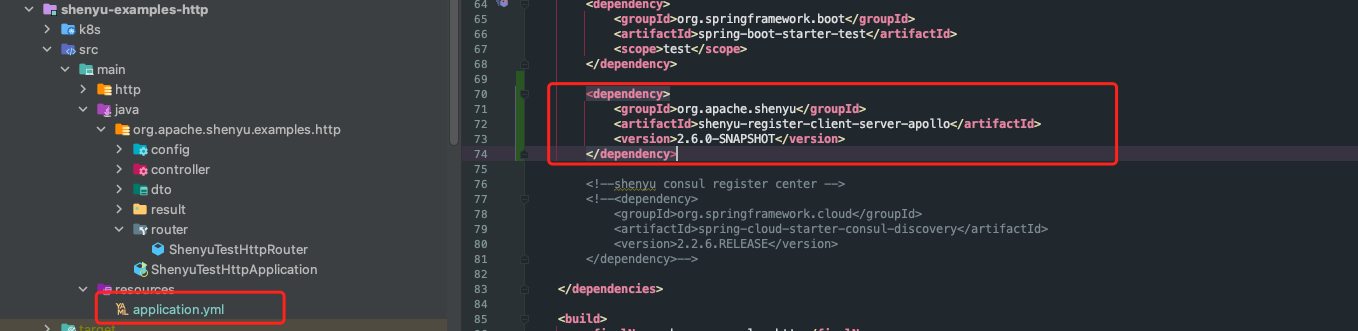 shenyu-examples-http
k8s
src
main
http
java
org.apache.shenyu.examples.http
config
controller
dto
result
router
ShenyuTestHttpRouter
ShenyuTestHttpApplication
resources
application.yml
target
64 <dependency>
65 <groupId>org.springframework.boot</groupId>
66 <artifactId>spring-boot-starter-test</artifactId>
67 <scope>test</scope>
68 </dependency>
69
70 <dependency>
71 <groupId>org.apache.shenyu</groupId>
72 <artifactId>shenyu-register-client-server-apollo</artifactId>
73 <version>2.6.0-SNAPSHOT</version>
74 </dependency>
75
76 <!--shenyu consul register center -->
77 <!--<dependency>
78 <groupId>org.springframework.cloud</groupId>
79 <artifactId>spring-cloud-starter-consul-discovery</artifactId>
80 <version>2.2.6.RELEASE</version>
81 </dependency>-->
82
83 </dependencies>
84
85 <build>